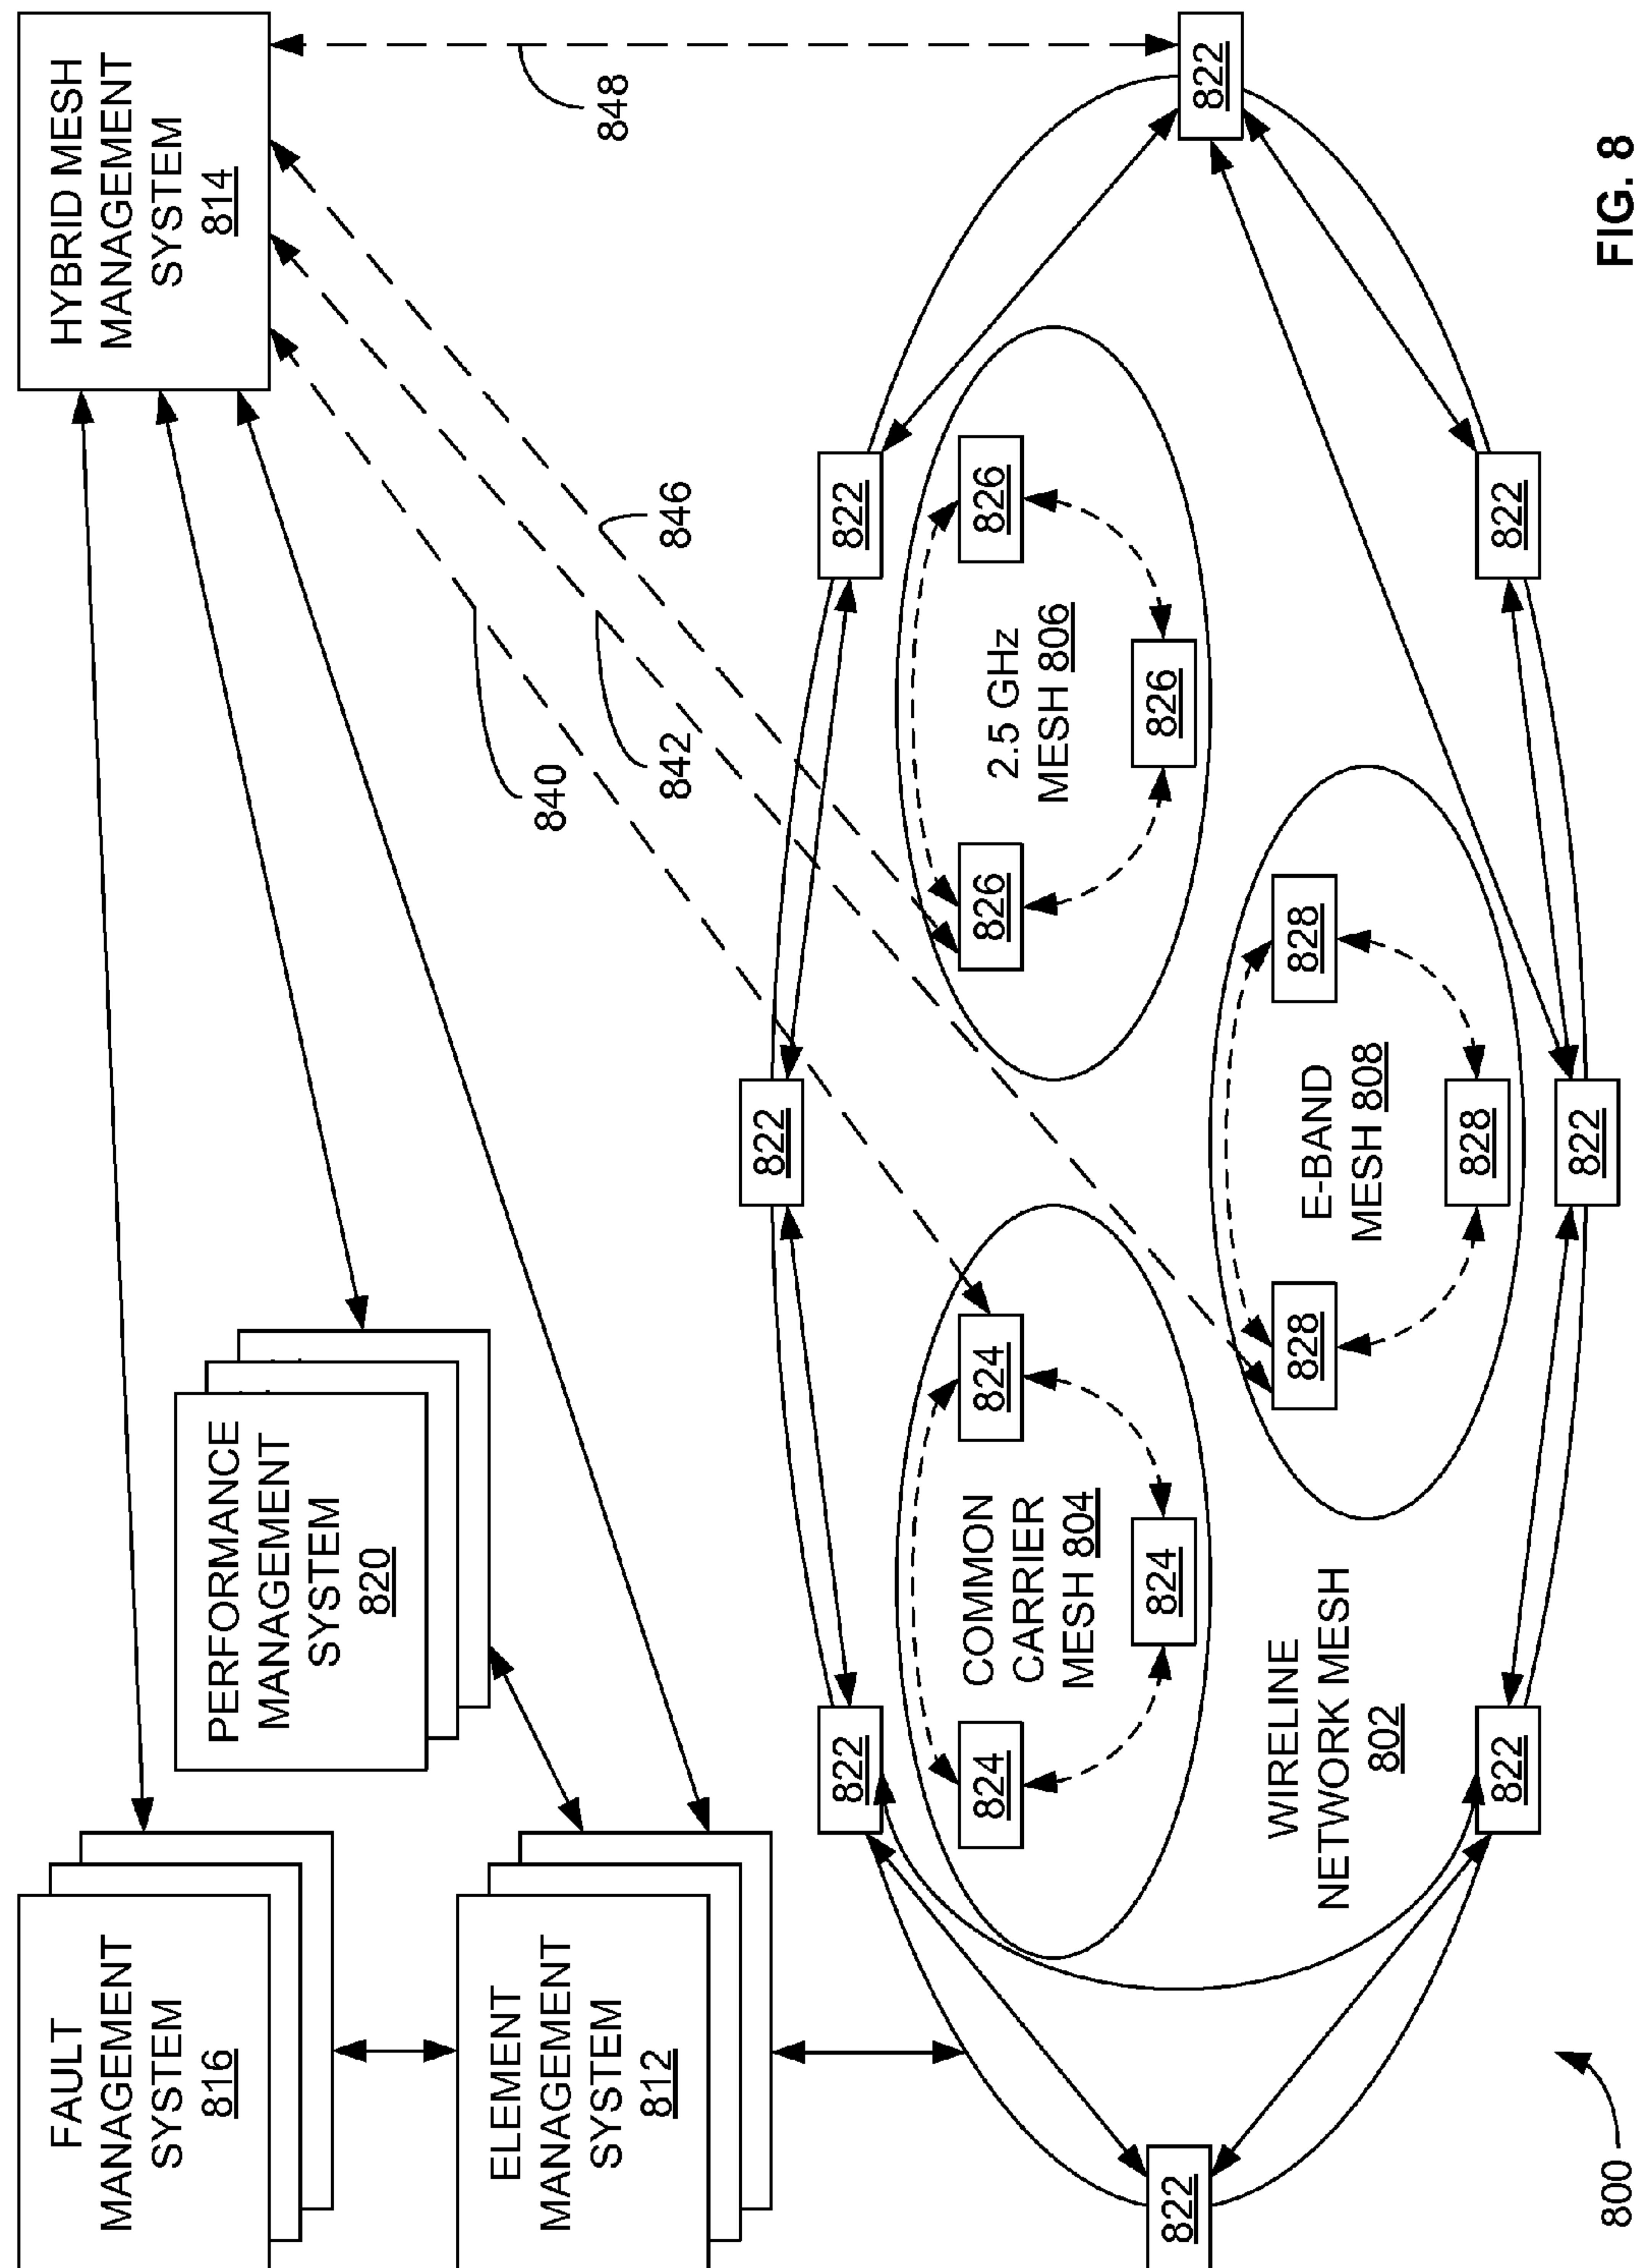 FAULT
MANAGEMENT
SYSTEM
816
PERFORMANCE
MANAGEMENT
SYSTEM
820
HYBRID MESH
MANAGEMENT
SYSTEM
814
ELEMENT
MANAGEMENT
SYSTEM
812
840
842
846
848
822
822
822
822
822
822
822
822
COMMON
CARRIER
MESH 804
824
824
824
2.5 GHz
MESH 806
826
826
826
E-BAND
MESH 808
828
828
828
WIRELINE
NETWORK MESH
802
800
FIG. 8